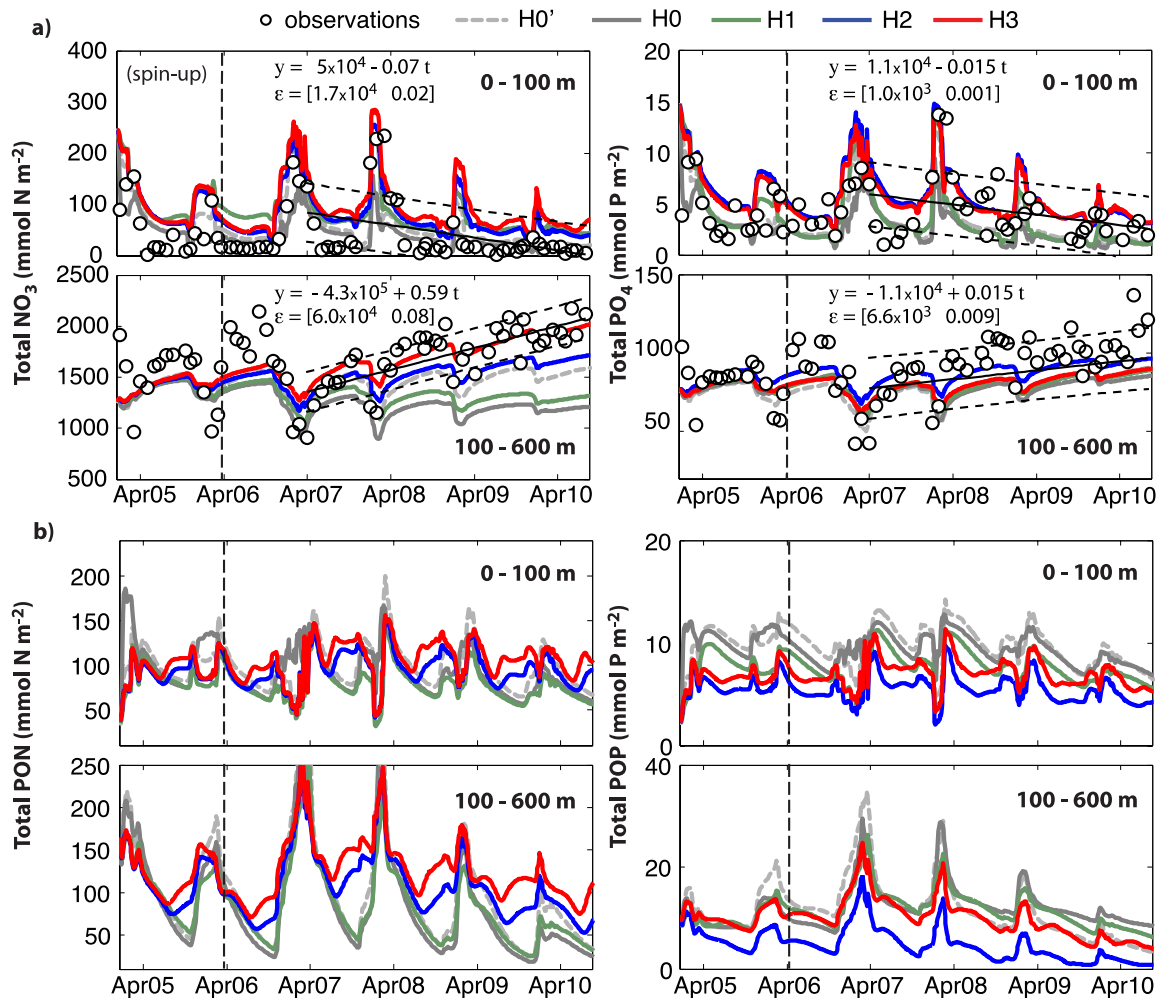 observations H0' H0 H1 H2 H3
a)
400 300 200 100 0
(spin-up)
y = 5x10⁴ - 0.07 t
ε = [1.7x10⁴ 0.02]
0 - 100 m
20 15 10 5 0
y = 1.1x10⁴ - 0.015 t
ε = [1.0x10³ 0.001]
0 - 100 m
Total NO₃ (mmol N m⁻²)
2500 2000 1500 1000 500
y = - 4.3x10⁵ + 0.59 t
ε = [6.0x10⁴ 0.08]
100 - 600 m
Apr05 Apr06 Apr07 Apr08 Apr09 Apr10
Total PO₄ (mmol P m⁻²)
150 100 50
y = - 1.1x10⁴ + 0.015 t
ε = [6.6x10³ 0.009]
100 - 600 m
Apr05 Apr06 Apr07 Apr08 Apr09 Apr10
b)
200 150 100 50
0 - 100 m
20 10 0
0 - 100 m
Total PON (mmol N m⁻²)
250 200 150 100 50
100 - 600 m
Apr05 Apr06 Apr07 Apr08 Apr09 Apr10
Total POP (mmol P m⁻²)
40 20 0
100 - 600 m
Apr05 Apr06 Apr07 Apr08 Apr09 Apr10